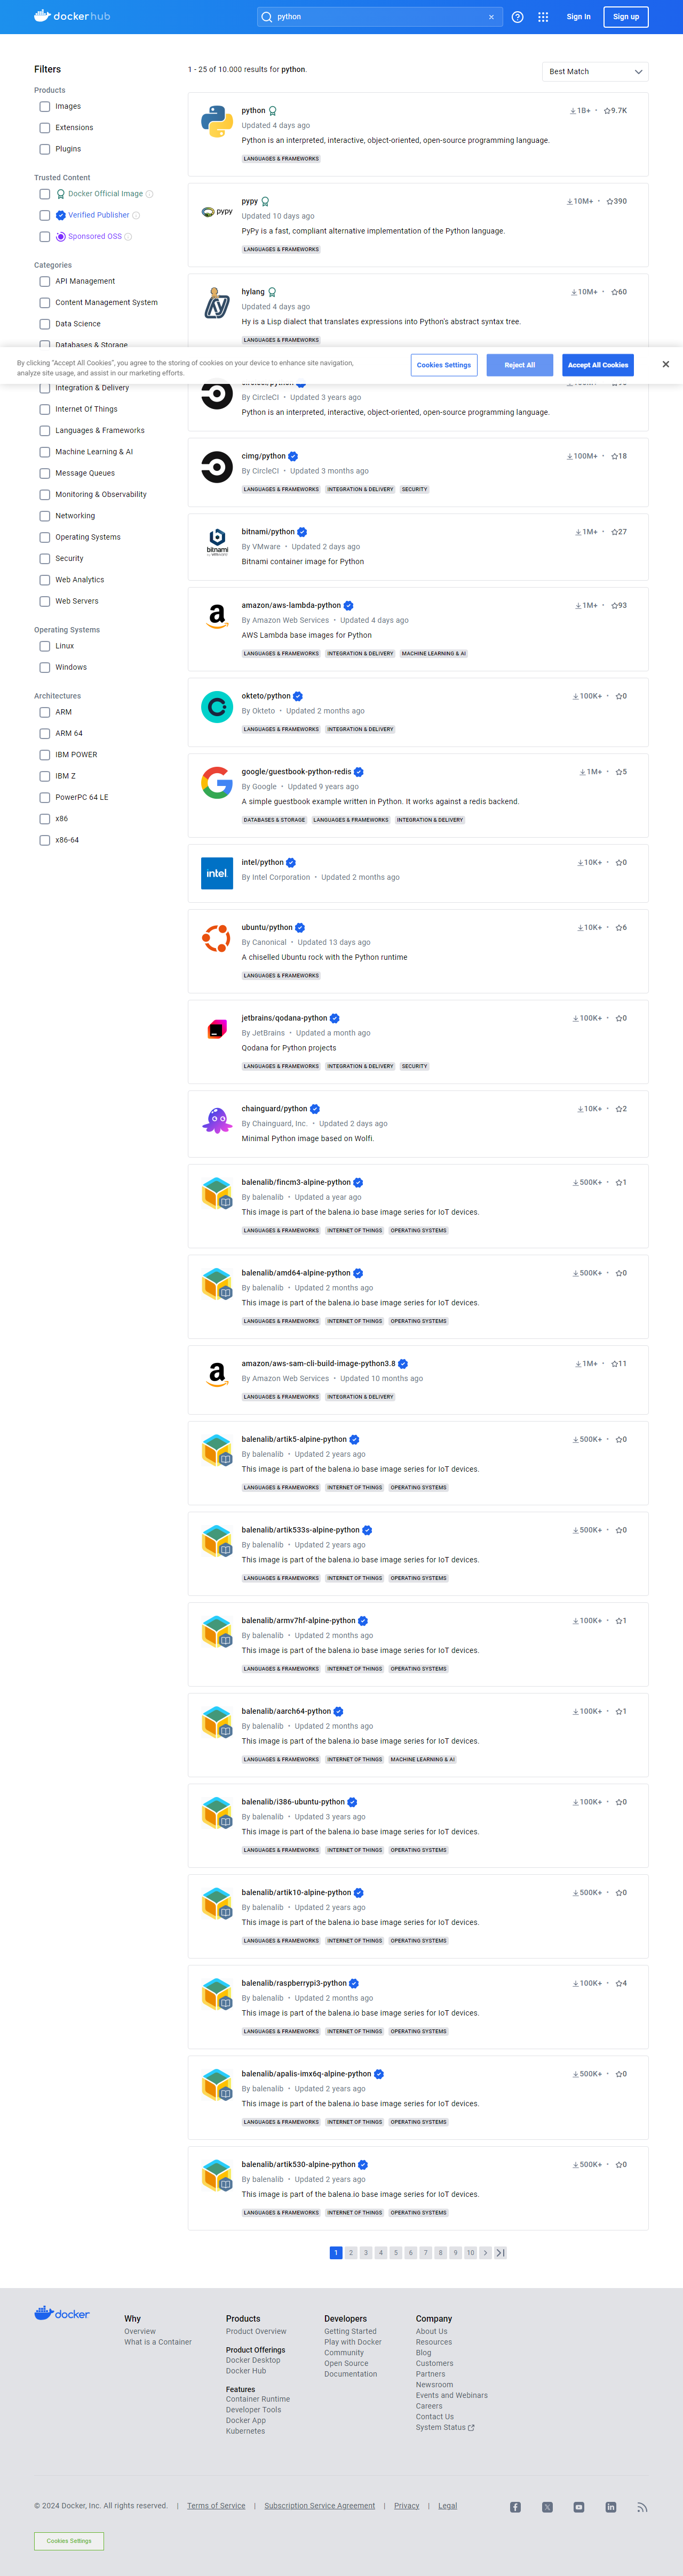 docker hub
python
Sign In
Sign up
Filters
Products
Images
Extensions
Plugins
Trusted Content
Docker Official Image
Verified Publisher
Sponsored OSS
Categories
API Management
Content Management System
Data Science
Databases & Storage
Integration & Delivery
Internet Of Things
Languages & Frameworks
Machine Learning & AI
Message Queues
Monitoring & Observability
Networking
Operating Systems
Security
Web Analytics
Web Servers
Operating Systems
Linux
Windows
Architectures
ARM
ARM 64
IBM POWER
IBM Z
PowerPC 64 LE
x86
x86-64
1 - 25 of 10.000 results for python.
Best Match
python
1B+ • 9.7K
Updated 4 days ago
Python is an interpreted, interactive, object-oriented, open-source programming language.
LANGUAGES & FRAMEWORKS
pypy
pypy
10M+ • 390
Updated 10 days ago
PyPy is a fast, compliant alternative implementation of the Python language.
LANGUAGES & FRAMEWORKS
hylang
10M+ • 60
Updated 4 days ago
Hy is a Lisp dialect that translates expressions into Python's abstract syntax tree.
LANGUAGES & FRAMEWORKS
By clicking "Accept All Cookies", you agree to the storing of cookies on your device to enhance site navigation,
analyze site usage, and assist in our marketing efforts.
Cookies Settings
Reject All
Accept All Cookies
By CircleCI • Updated 3 years ago
Python is an interpreted, interactive, object-oriented, open-source programming language.
cimg/python
100M+ • 18
By CircleCI • Updated 3 months ago
LANGUAGES & FRAMEWORKS INTEGRATION & DELIVERY SECURITY
bitnami
by VMware
bitnami/python
1M+ • 27
By VMware • Updated 2 days ago
Bitnami container image for Python
amazon/aws-lambda-python
1M+ • 93
By Amazon Web Services • Updated 4 days ago
AWS Lambda base images for Python
LANGUAGES & FRAMEWORKS INTEGRATION & DELIVERY MACHINE LEARNING & AI
okteto/python
100K+ • 0
By Okteto • Updated 2 months ago
LANGUAGES & FRAMEWORKS INTEGRATION & DELIVERY
google/guestbook-python-redis
1M+ • 5
By Google • Updated 9 years ago
A simple guestbook example written in Python. It works against a redis backend.
DATABASES & STORAGE LANGUAGES & FRAMEWORKS INTEGRATION & DELIVERY
intel
intel/python
10K+ • 0
By Intel Corporation • Updated 2 months ago
ubuntu/python
10K+ • 6
By Canonical • Updated 13 days ago
A chiselled Ubuntu rock with the Python runtime
LANGUAGES & FRAMEWORKS
jetbrains/qodana-python
100K+ • 0
By JetBrains • Updated a month ago
Qodana for Python projects
LANGUAGES & FRAMEWORKS INTEGRATION & DELIVERY SECURITY
chainguard/python
10K+ • 2
By Chainguard, Inc. • Updated 2 days ago
Minimal Python image based on Wolfi.
balenalib/fincm3-alpine-python
500K+ • 1
By balenalib • Updated a year ago
This image is part of the balena.io base image series for IoT devices.
LANGUAGES & FRAMEWORKS INTERNET OF THINGS OPERATING SYSTEMS
balenalib/amd64-alpine-python
500K+ • 0
By balenalib • Updated 2 months ago
This image is part of the balena.io base image series for IoT devices.
LANGUAGES & FRAMEWORKS INTERNET OF THINGS OPERATING SYSTEMS
amazon/aws-sam-cli-build-image-python3.8
1M+ • 11
By Amazon Web Services • Updated 10 months ago
LANGUAGES & FRAMEWORKS INTEGRATION & DELIVERY
balenalib/artik5-alpine-python
500K+ • 0
By balenalib • Updated 2 years ago
This image is part of the balena.io base image series for IoT devices.
LANGUAGES & FRAMEWORKS INTERNET OF THINGS OPERATING SYSTEMS
balenalib/artik533s-alpine-python
500K+ • 0
By balenalib • Updated 2 years ago
This image is part of the balena.io base image series for IoT devices.
LANGUAGES & FRAMEWORKS INTERNET OF THINGS OPERATING SYSTEMS
balenalib/armv7hf-alpine-python
100K+ • 1
By balenalib • Updated 2 months ago
This image is part of the balena.io base image series for IoT devices.
LANGUAGES & FRAMEWORKS INTERNET OF THINGS OPERATING SYSTEMS
balenalib/aarch64-python
100K+ • 1
By balenalib • Updated 2 months ago
This image is part of the balena.io base image series for IoT devices.
LANGUAGES & FRAMEWORKS INTERNET OF THINGS MACHINE LEARNING & AI
balenalib/i386-ubuntu-python
100K+ • 0
By balenalib • Updated 3 years ago
This image is part of the balena.io base image series for IoT devices.
LANGUAGES & FRAMEWORKS INTERNET OF THINGS OPERATING SYSTEMS
balenalib/artik10-alpine-python
500K+ • 0
By balenalib • Updated 2 years ago
This image is part of the balena.io base image series for IoT devices.
LANGUAGES & FRAMEWORKS INTERNET OF THINGS OPERATING SYSTEMS
balenalib/raspberrypi3-python
100K+ • 4
By balenalib • Updated 2 months ago
This image is part of the balena.io base image series for IoT devices.
LANGUAGES & FRAMEWORKS INTERNET OF THINGS OPERATING SYSTEMS
balenalib/apalis-imx6q-alpine-python
500K+ • 0
By balenalib • Updated 2 years ago
This image is part of the balena.io base image series for IoT devices.
LANGUAGES & FRAMEWORKS INTERNET OF THINGS OPERATING SYSTEMS
balenalib/artik530-alpine-python
500K+ • 0
By balenalib • Updated 2 years ago
This image is part of the balena.io base image series for IoT devices.
LANGUAGES & FRAMEWORKS INTERNET OF THINGS OPERATING SYSTEMS
1 2 3 4 5 6 7 8 9 10
docker
Why
Overview
What is a Container
Products
Product Overview
Product Offerings
Docker Desktop
Docker Hub
Features
Container Runtime
Developer Tools
Docker App
Kubernetes
Developers
Getting Started
Play with Docker
Community
Open Source
Documentation
Company
About Us
Resources
Blog
Customers
Partners
Newsroom
Events and Webinars
Careers
Contact Us
System Status
© 2024 Docker, Inc. All rights reserved. | Terms of Service | Subscription Service Agreement | Privacy | Legal
Cookies Settings